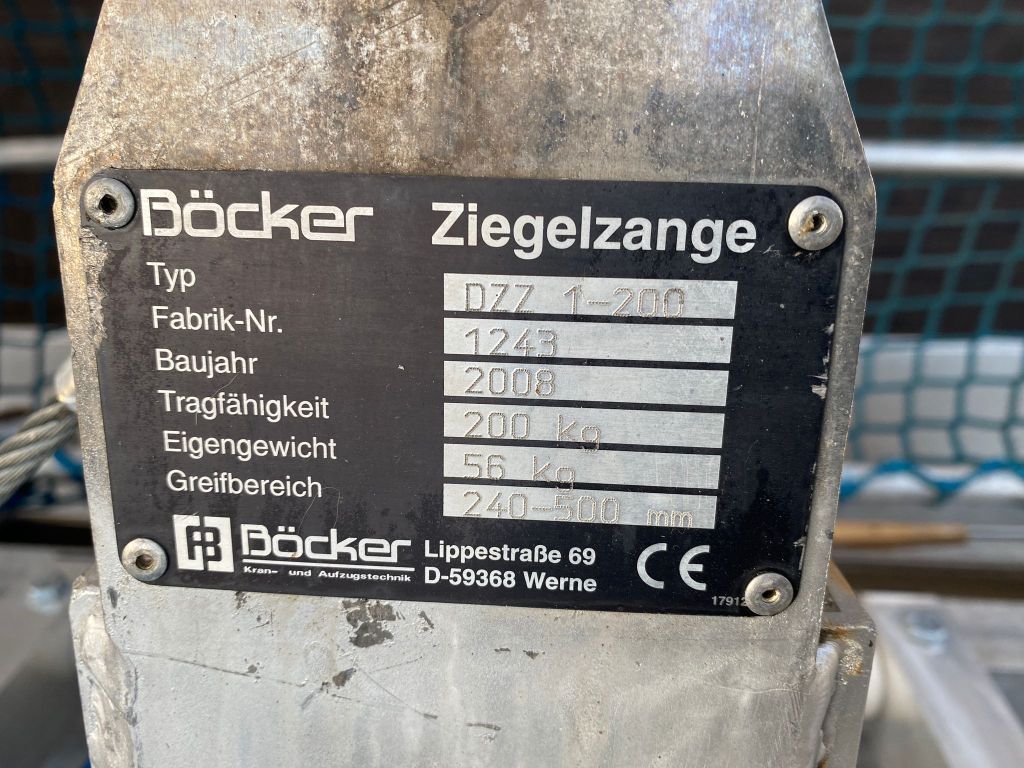 Böcker Ziegelzange
Typ DZZ 1-200
Fabrik-Nr. 1243
Baujahr 2008
Tragfähigkeit 200 kg
Eigengewicht 56 kg
Greifbereich 240-500 mm
Böcker Lippestraße 69
Kran- und Aufzugstechnik D-59368 Werne
CE